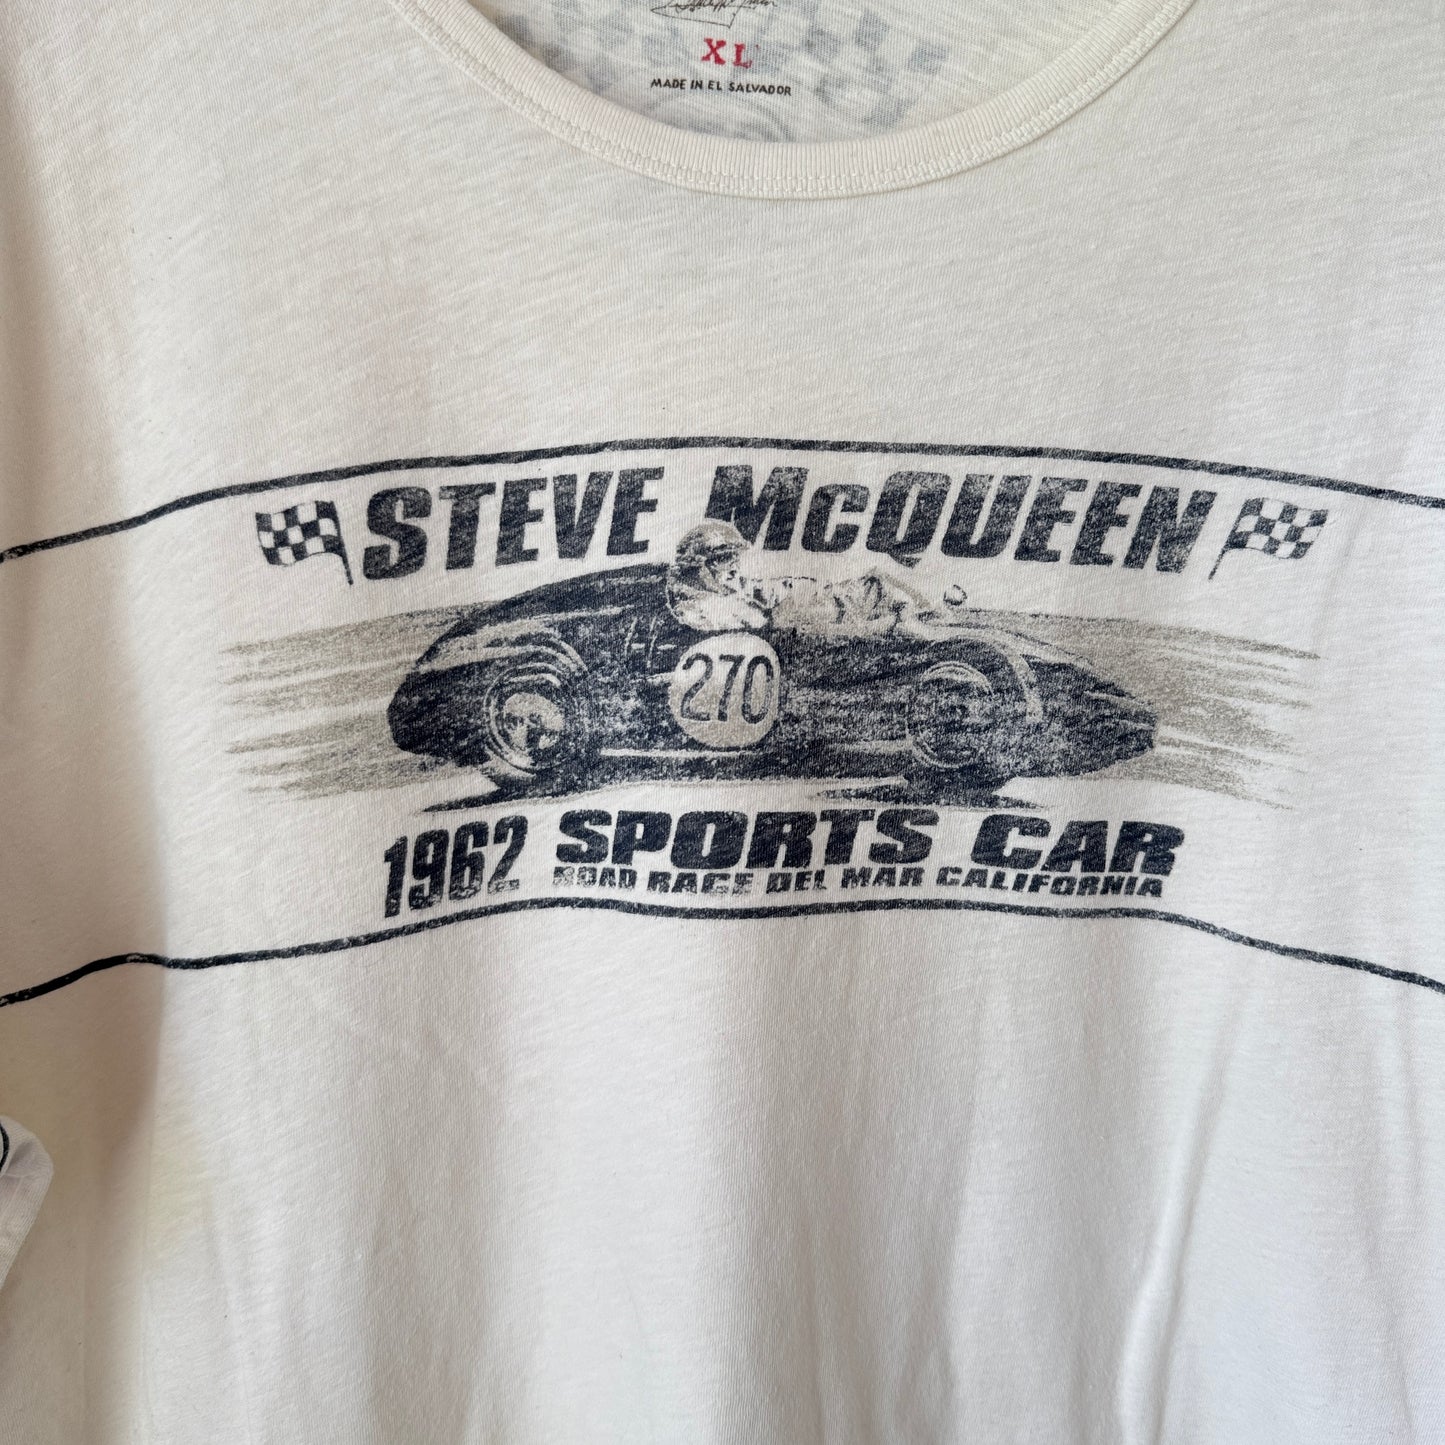 XL
MADE IN EL SALVADOR
STEVE McQUEEN
270
1962 SPORTS CAR
ROAD RACE DEL MAR CALIFORNIA